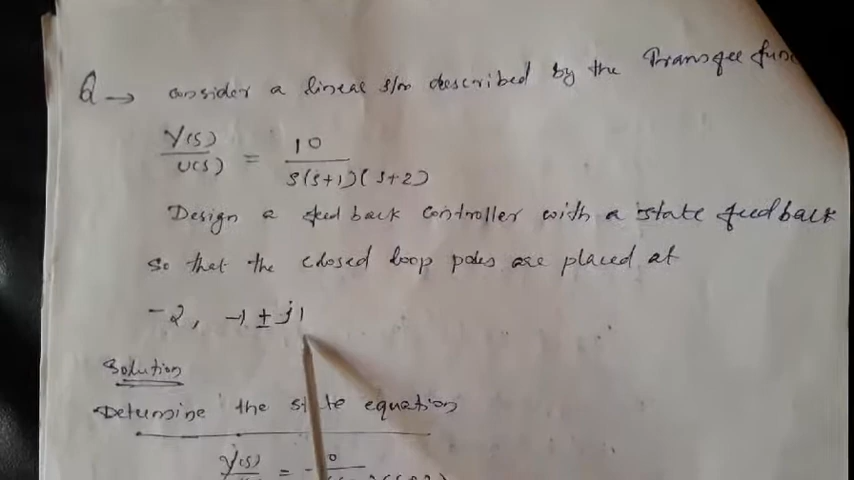 Q → consider a linear s/m described by the Transfer func
Y(s)/U(s) = 10/s(s+1)(s+2)
Design a feed back controller with a state feedback
so that the closed loop poles are placed at
-2, -1 ± j1
Solution
Determine the state equation
Y(s) =